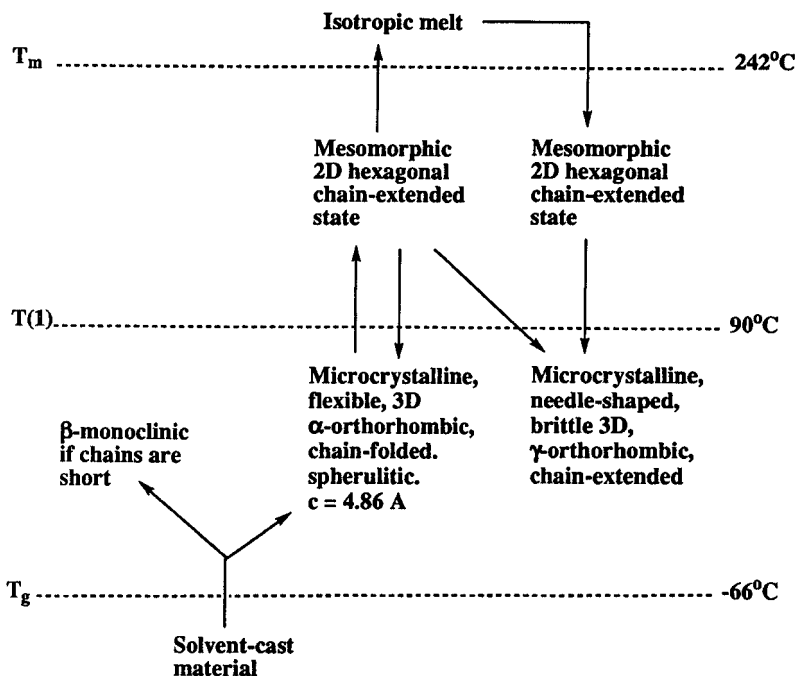 Isotropic melt
Tm
242°C
Mesomorphic
2D hexagonal
chain-extended
state
Mesomorphic
2D hexagonal
chain-extended
state
T(1)
90°C
Microcrystalline,
flexible, 3D
α-orthorhombic,
chain-folded.
spherulitic.
c = 4.86 A
Microcrystalline,
needle-shaped,
brittle 3D,
γ-orthorhombic,
chain-extended
β-monoclinic
if chains are
short
Tg
-66°C
Solvent-cast
material